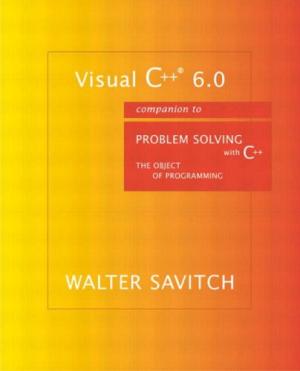 Visual C++® 6.0
companion to
PROBLEM SOLVING
with C++
THE OBJECT
OF PROGRAMMING
WALTER SAVITCH